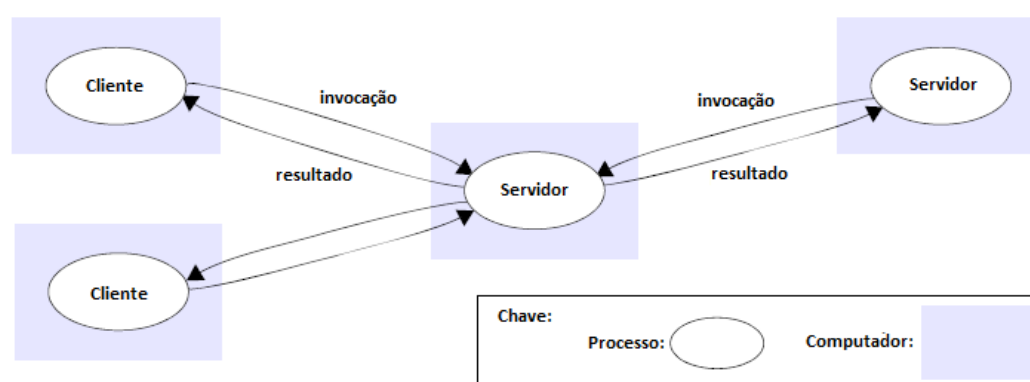 Cliente
Servidor
invocação
invocação
resultado
Servidor
resultado
Cliente
Chave:
Processo:
Computador: